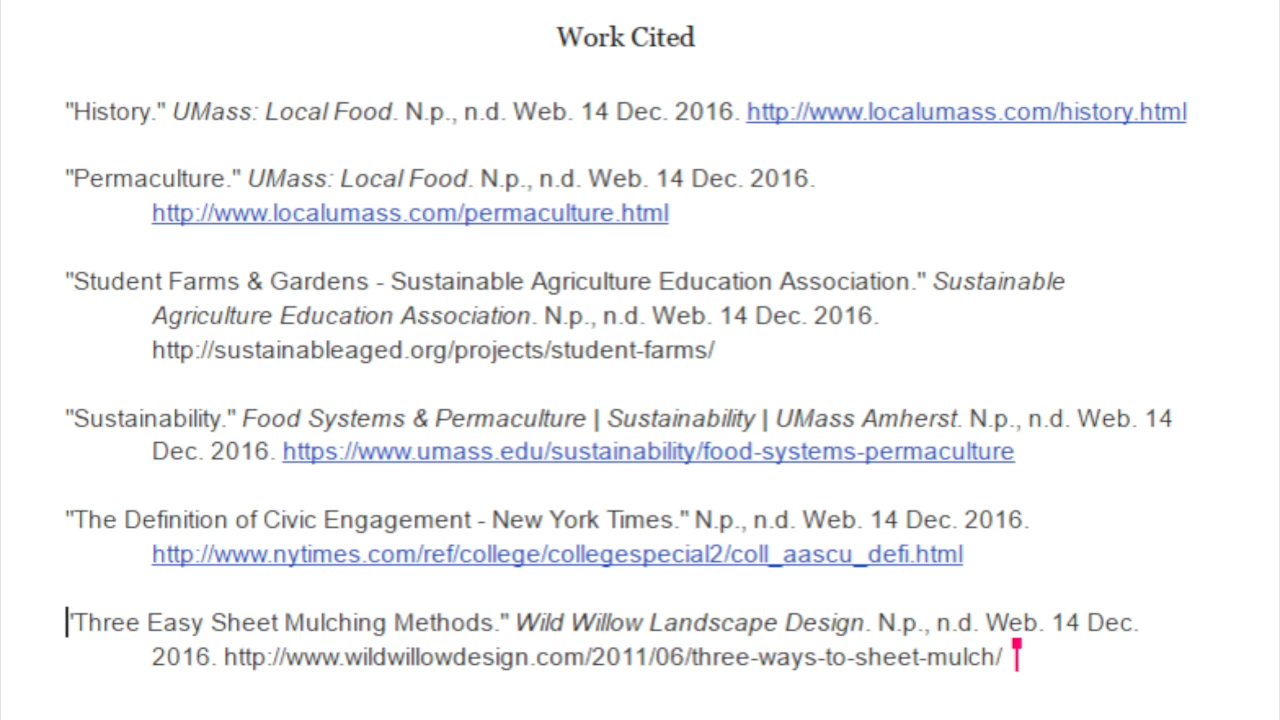 Work Cited
"History." UMass: Local Food. N.p., n.d. Web. 14 Dec. 2016. http://www.localumass.com/history.html
"Permaculture." UMass: Local Food. N.p., n.d. Web. 14 Dec. 2016.
http://www.localumass.com/permaculture.html
"Student Farms & Gardens - Sustainable Agriculture Education Association." Sustainable
Agriculture Education Association. N.p., n.d. Web. 14 Dec. 2016.
http://sustainableaged.org/projects/student-farms/
"Sustainability." Food Systems & Permaculture | Sustainability | UMass Amherst. N.p., n.d. Web. 14
Dec. 2016. https://www.umass.edu/sustainability/food-systems-permaculture
"The Definition of Civic Engagement - New York Times." N.p., n.d. Web. 14 Dec. 2016.
http://www.nytimes.com/ref/college/collegespecial2/coll_aascu_defi.html
"Three Easy Sheet Mulching Methods." Wild Willow Landscape Design. N.p., n.d. Web. 14 Dec.
2016. http://www.wildwillowdesign.com/2011/06/three-ways-to-sheet-mulch/